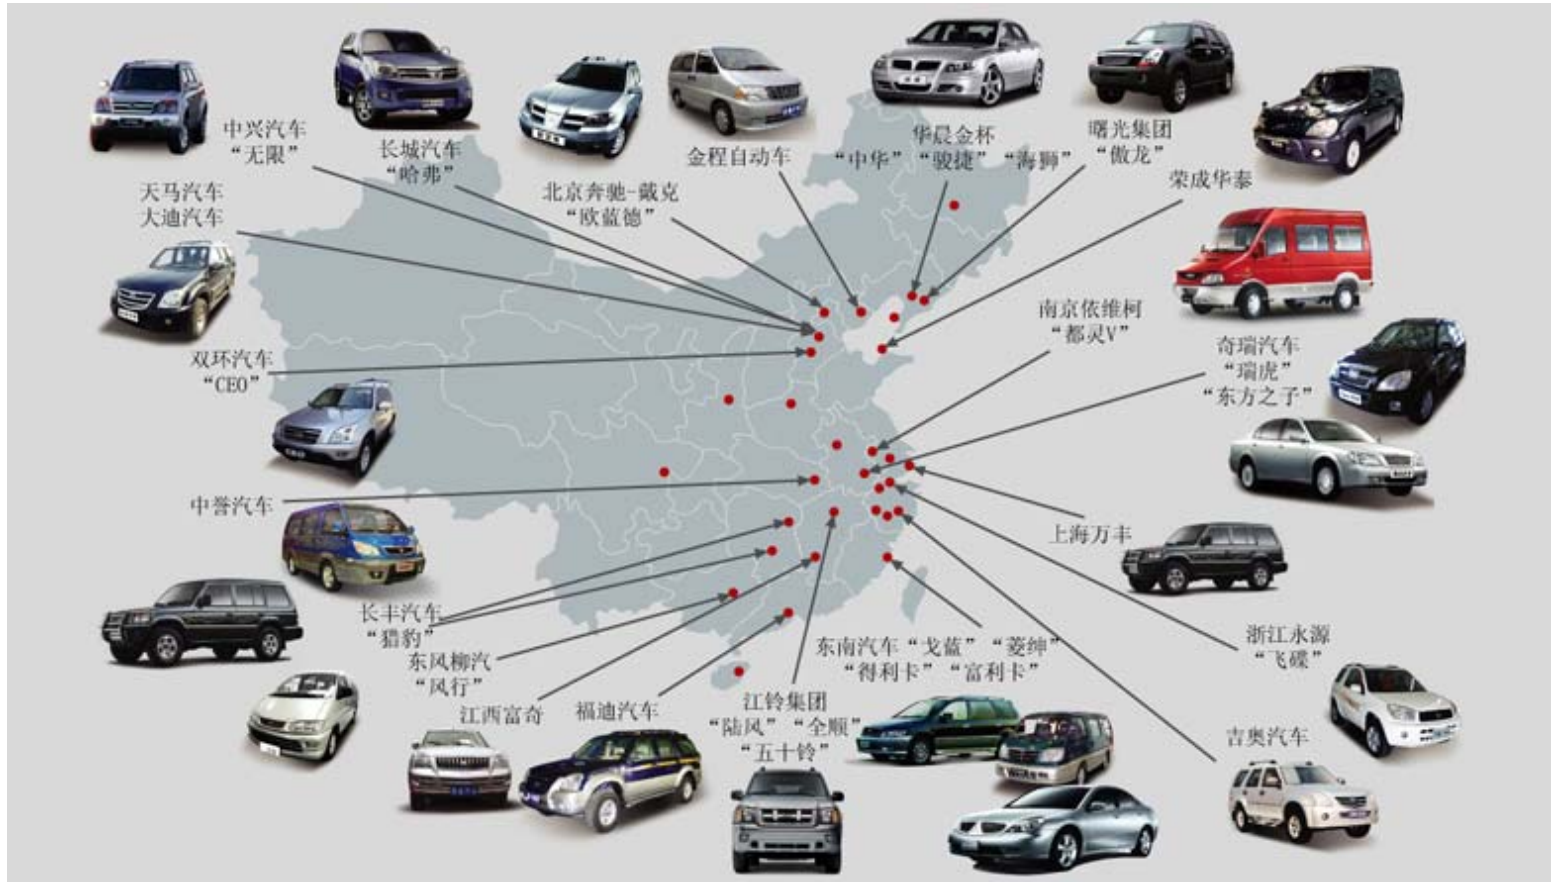 中兴汽车
“无限”
长城汽车
“哈弗”
北京奔驰-戴克
“欧蓝德”
金程自动车
华晨金杯
“中华”“骏捷”“海狮”
曙光集团
“傲龙”
荣成华泰
天马汽车
大迪汽车
南京依维柯
“都灵V”
双环汽车
“CEO”
奇瑞汽车
“瑞虎”
“东方之子”
中誉汽车
上海万丰
长丰汽车
“猎豹”
东风柳汽
“风行”
江西富奇
福迪汽车
江铃集团
“陆风”“全顺”
“五十铃”
东南汽车“戈蓝”“菱绅”
“得利卡”“富利卡”
浙江永源
“飞碟”
吉奥汽车